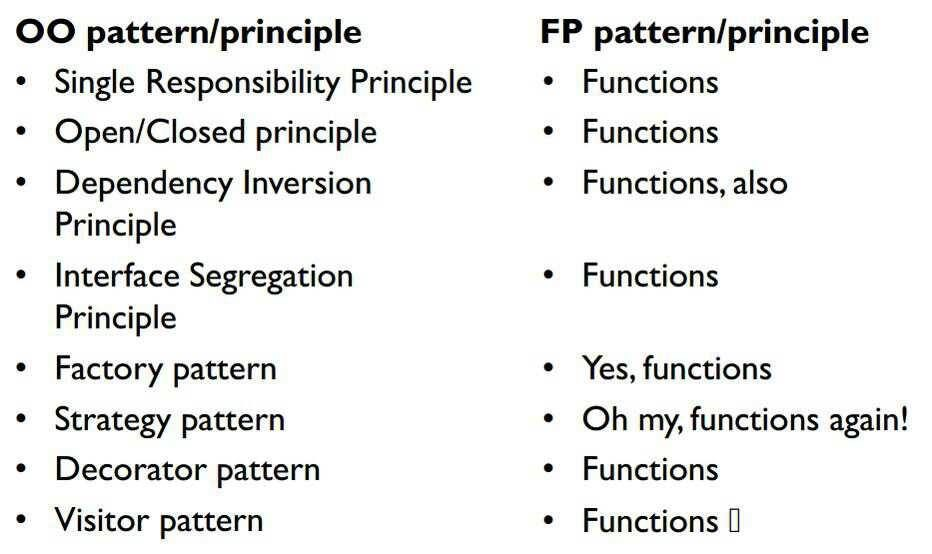 OO pattern/principle
• Single Responsibility Principle
• Open/Closed principle
• Dependency Inversion
Principle
• Interface Segregation
Principle
• Factory pattern
• Strategy pattern
• Decorator pattern
• Visitor pattern
FP pattern/principle
• Functions
• Functions
• Functions, also
• Functions
• Yes, functions
• Oh my, functions again!
• Functions
• Functions ▯